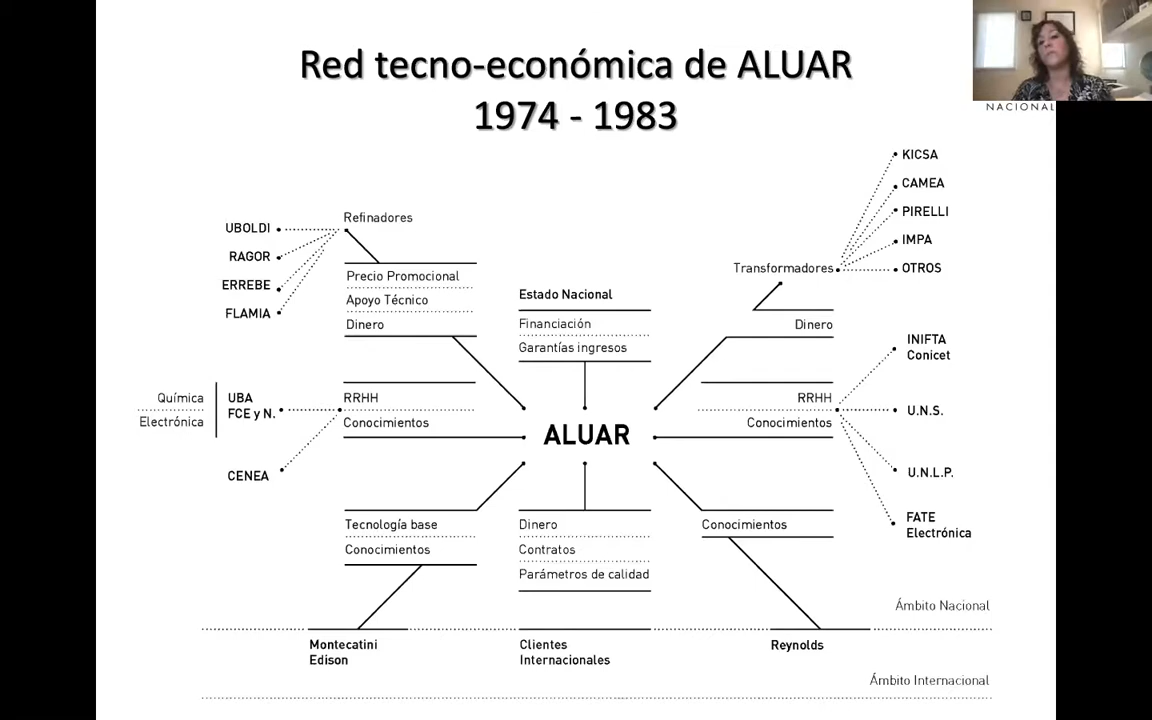 Red tecno-económica de ALUAR
1974 - 1983
NACIONAL
KICSA
CAMEA
PIRELLI
IMPA
OTROS
Transformadores
Dinero
Refinadores
UBOLDI
RAGOR
ERREBE
FLAMIA
Precio Promocional
Apoyo Técnico
Dinero
Estado Nacional
Financiación
Garantías ingresos
Química
Electrónica
UBA
FCE y N.
CENEA
RRHH
Conocimientos
ALUAR
RRHH
Conocimientos
INIFTA
Conicet
U.N.S.
U.N.L.P.
FATE
Electrónica
Tecnología base
Conocimientos
Dinero
Contratos
Parámetros de calidad
Conocimientos
Ámbito Nacional
Montecatini
Edison
Clientes
Internacionales
Reynolds
Ámbito Internacional